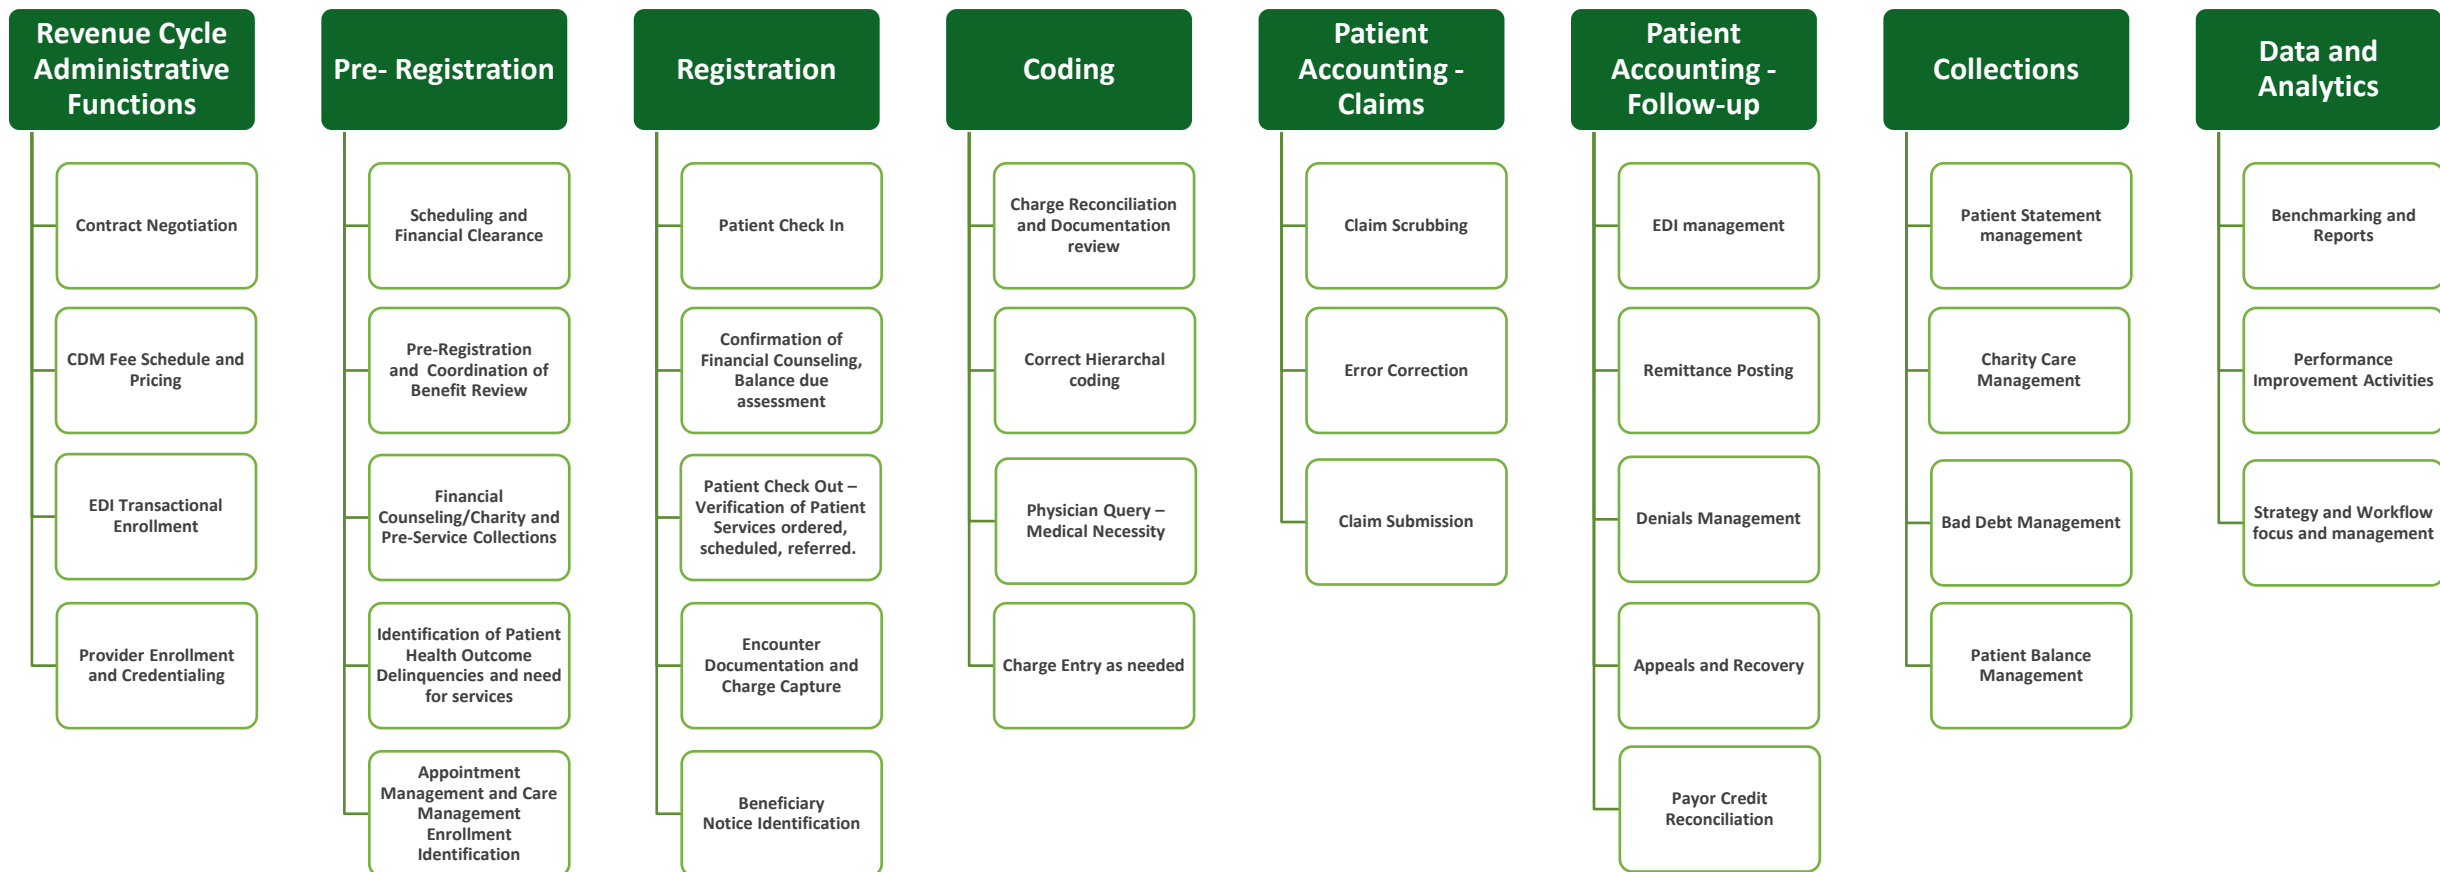 Revenue Cycle
Administrative
Functions
Contract Negotiation
CDM Fee Schedule and
Pricing
EDI Transactional
Enrollment
Provider Enrollment
and Credentialing
Pre- Registration
Scheduling and
Financial Clearance
Pre-Registration
and Coordination of
Benefit Review
Financial
Counseling/Charity and
Pre-Service Collections
Identification of Patient
Health Outcome
Delinquencies and need
for services
Appointment
Management and Care
Management
Enrollment
Identification
Registration
Patient Check In
Confirmation of
Financial Counseling,
Balance due
assessment
Patient Check Out –
Verification of Patient
Services ordered,
scheduled, referred.
Encounter
Documentation and
Charge Capture
Beneficiary
Notice Identification
Coding
Charge Reconciliation
and Documentation
review
Correct Hierarchal
coding
Physician Query –
Medical Necessity
Charge Entry as needed
Patient
Accounting -
Claims
Claim Scrubbing
Error Correction
Claim Submission
Patient
Accounting -
Follow-up
EDI management
Remittance Posting
Denials Management
Appeals and Recovery
Payor Credit
Reconciliation
Collections
Patient Statement
management
Charity Care
Management
Bad Debt Management
Patient Balance
Management
Data and
Analytics
Benchmarking and
Reports
Performance
Improvement Activities
Strategy and Workflow
focus and management